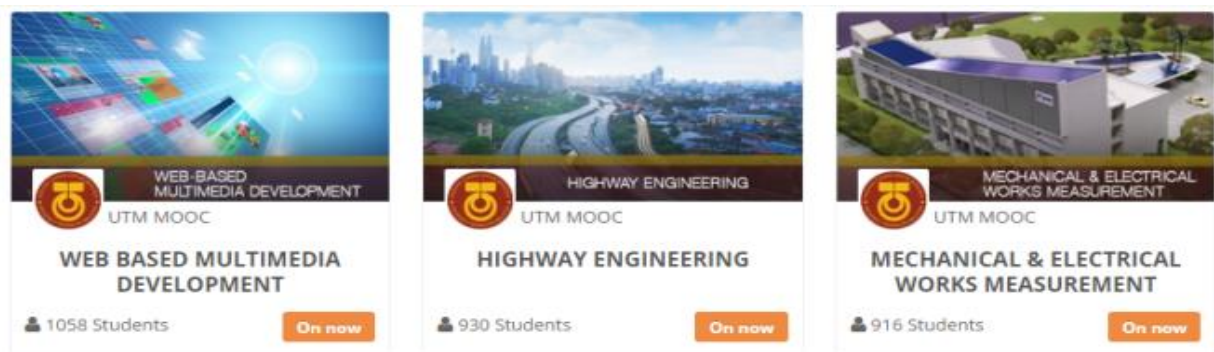 WEB-BASED
MULTIMEDIA DEVELOPMENT
UTM MOOC
WEB BASED MULTIMEDIA
DEVELOPMENT
1058 Students
On now
HIGHWAY ENGINEERING
UTM MOOC
HIGHWAY ENGINEERING
930 Students
On now
MECHANICAL & ELECTRICAL
WORKS MEASUREMENT
UTM MOOC
MECHANICAL & ELECTRICAL
WORKS MEASUREMENT
916 Students
On now